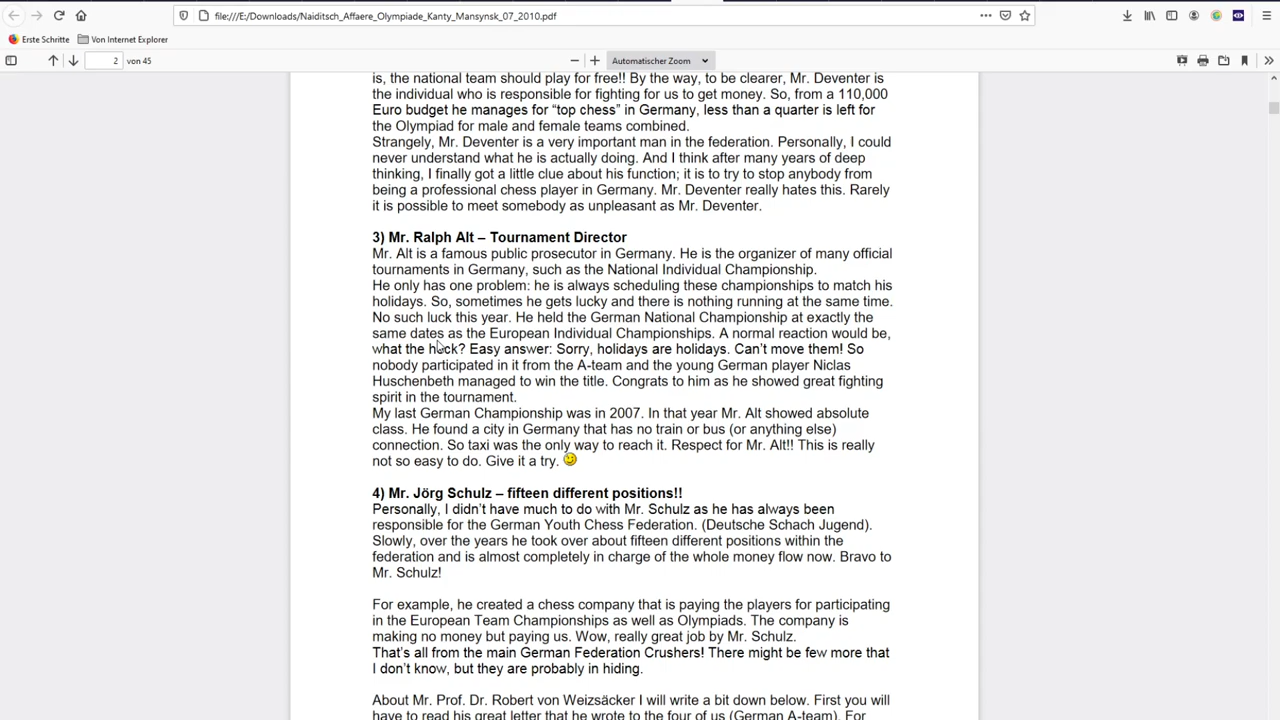 file:///E:/Downloads/Naiditsch_Affaere_Olympiade_Kanty_Mansynsk_07_2010.pdf
Erste Schritte
Von Internet Explorer
2 von 45
Automatischer Zoom
is, the national team should play for free!! By the way, to be clearer, Mr. Deventer is
the individual who is responsible for fighting for us to get money. So, from a 110,000
Euro budget he manages for “top chess” in Germany, less than a quarter is left for
the Olympiad for male and female teams combined.
Strangely, Mr. Deventer is a very important man in the federation. Personally, I could
never understand what he is actually doing. And I think after many years of deep
thinking, I finally got a little clue about his function; it is to try to stop anybody from
being a professional chess player in Germany. Mr. Deventer really hates this. Rarely
it is possible to meet somebody as unpleasant as Mr. Deventer.
3) Mr. Ralph Alt – Tournament Director
Mr. Alt is a famous public prosecutor in Germany. He is the organizer of many official
tournaments in Germany, such as the National Individual Championship.
He only has one problem: he is always scheduling these championships to match his
holidays. So, sometimes he gets lucky and there is nothing running at the same time.
No such luck this year. He held the German National Championship at exactly the
same dates as the European Individual Championships. A normal reaction would be,
what the heck? Easy answer: Sorry, holidays are holidays. Can’t move them! So
nobody participated in it from the A-team and the young German player Niclas
Huschenbeth managed to win the title. Congrats to him as he showed great fighting
spirit in the tournament.
My last German Championship was in 2007. In that year Mr. Alt showed absolute
class. He found a city in Germany that has no train or bus (or anything else)
connection. So taxi was the only way to reach it. Respect for Mr. Alt!! This is really
not so easy to do. Give it a try.
4) Mr. Jörg Schulz – fifteen different positions!!
Personally, I didn’t have much to do with Mr. Schulz as he has always been
responsible for the German Youth Chess Federation. (Deutsche Schach Jugend).
Slowly, over the years he took over about fifteen different positions within the
federation and is almost completely in charge of the whole money flow now. Bravo to
Mr. Schulz!
For example, he created a chess company that is paying the players for participating
in the European Team Championships as well as Olympiads. The company is
making no money but paying us. Wow, really great job by Mr. Schulz.
That’s all from the main German Federation Crushers! There might be few more that
I don’t know, but they are probably in hiding.
About Mr. Prof. Dr. Robert von Weizsäcker I will write a bit down below. First you will
have to read his great letter that he wrote to the four of us (German A-team). For